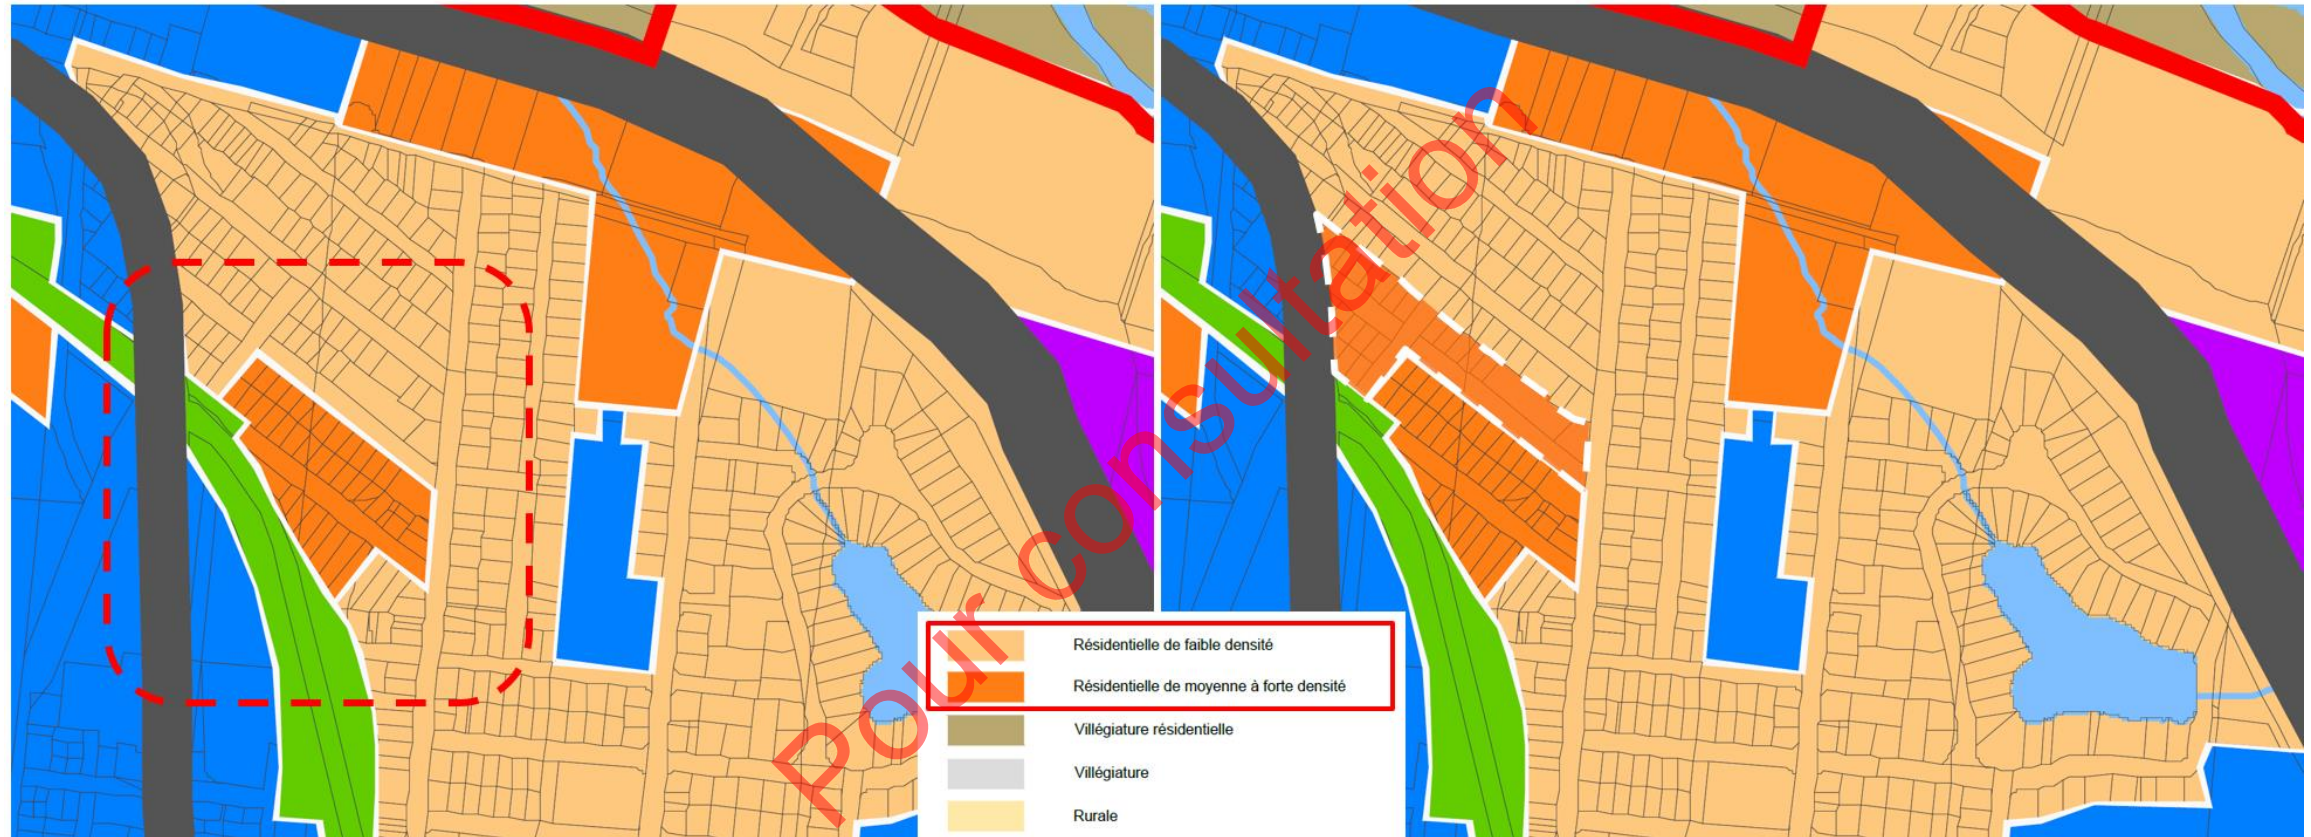 Pour consultation
Résidentielle de faible densité
Résidentielle de moyenne à forte densité
Villégiature résidentielle
Villégiature
Rurale